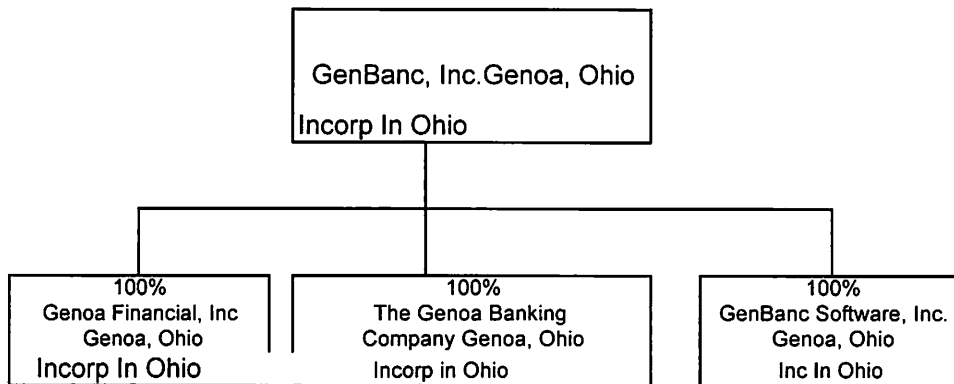 GenBanc, Inc.Genoa, Ohio
Incorp In Ohio
100%
Genoa Financial, Inc
Genoa, Ohio
Incorp In Ohio
100%
The Genoa Banking
Company Genoa, Ohio
Incorp in Ohio
100%
GenBanc Software, Inc.
Genoa, Ohio
Inc In Ohio